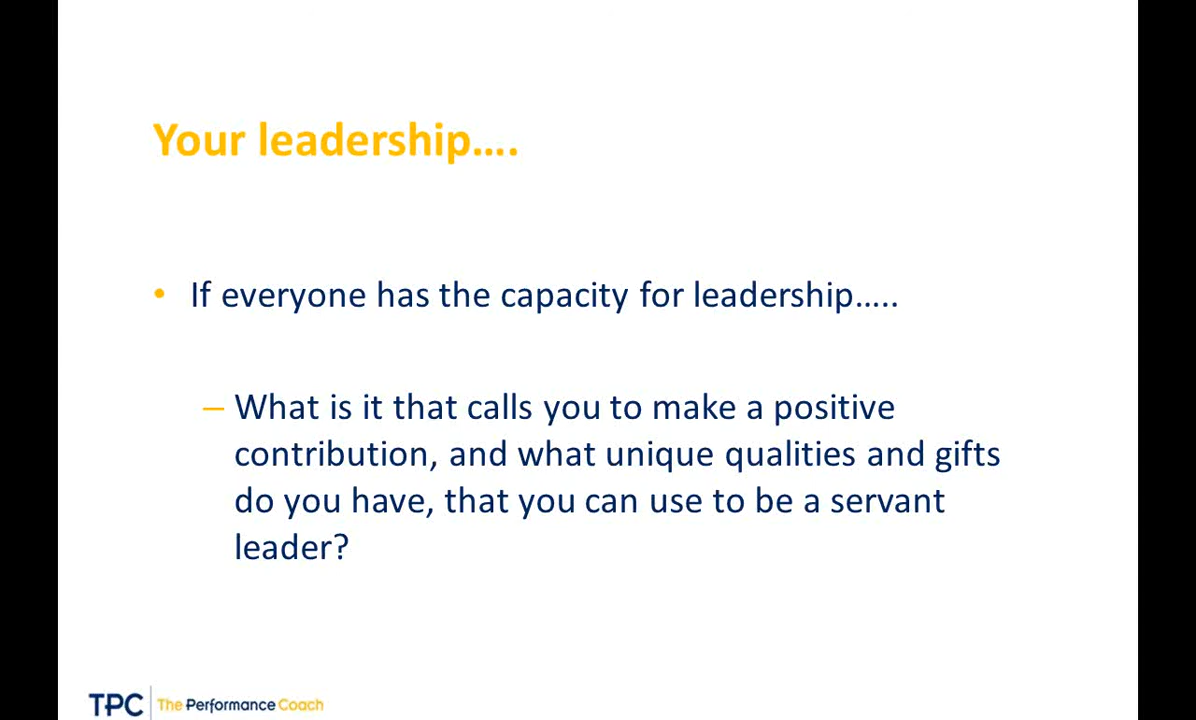 Your leadership….
• If everyone has the capacity for leadership…..
– What is it that calls you to make a positive
contribution, and what unique qualities and gifts
do you have, that you can use to be a servant
leader?
TPC | The Performance Coach